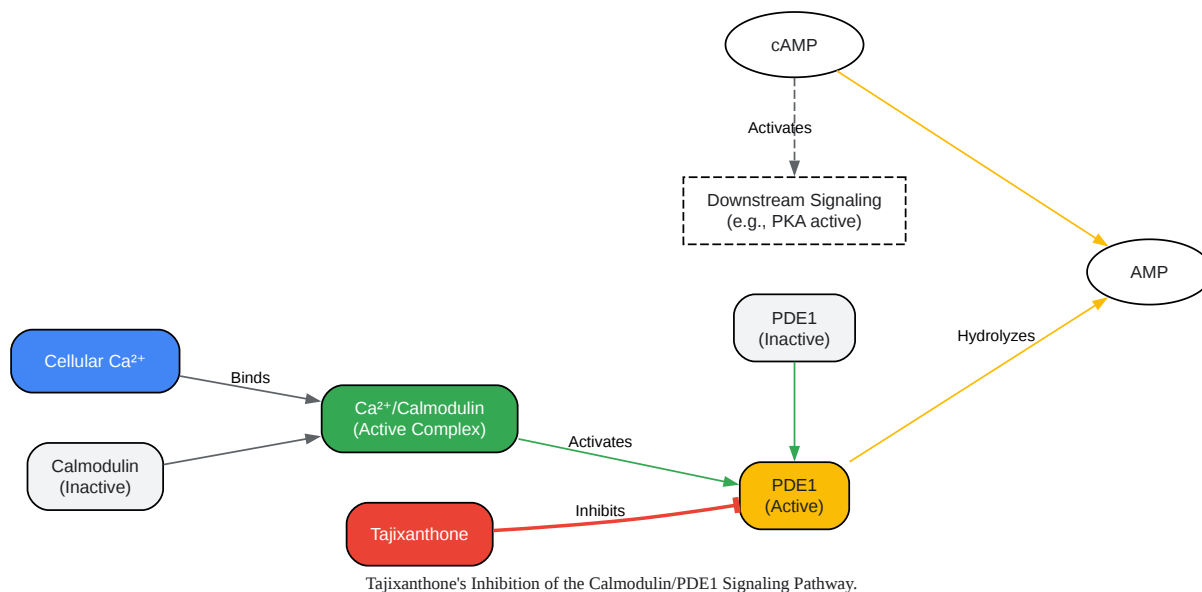 cAMP
Activates
Downstream Signaling
(e.g., PKA active)
AMP
PDE1
(Inactive)
Hydrolyzes
Cellular Ca²⁺
Binds
Ca²⁺/Calmodulin
(Active Complex)
Activates
Calmodulin
(Inactive)
PDE1
(Active)
Inhibits
Tajixanthone
Tajixanthone's Inhibition of the Calmodulin/PDE1 Signaling Pathway.